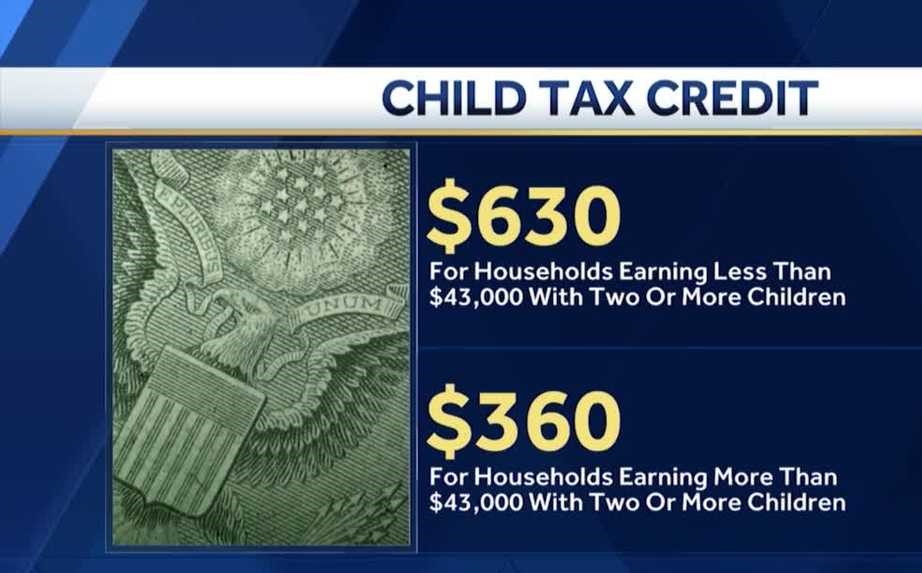 CHILD TAX CREDIT
PLURIBUS
UNUM
$630
For Households Earning Less Than
$43,000 With Two Or More Children
$360
For Households Earning More Than
$43,000 With Two Or More Children